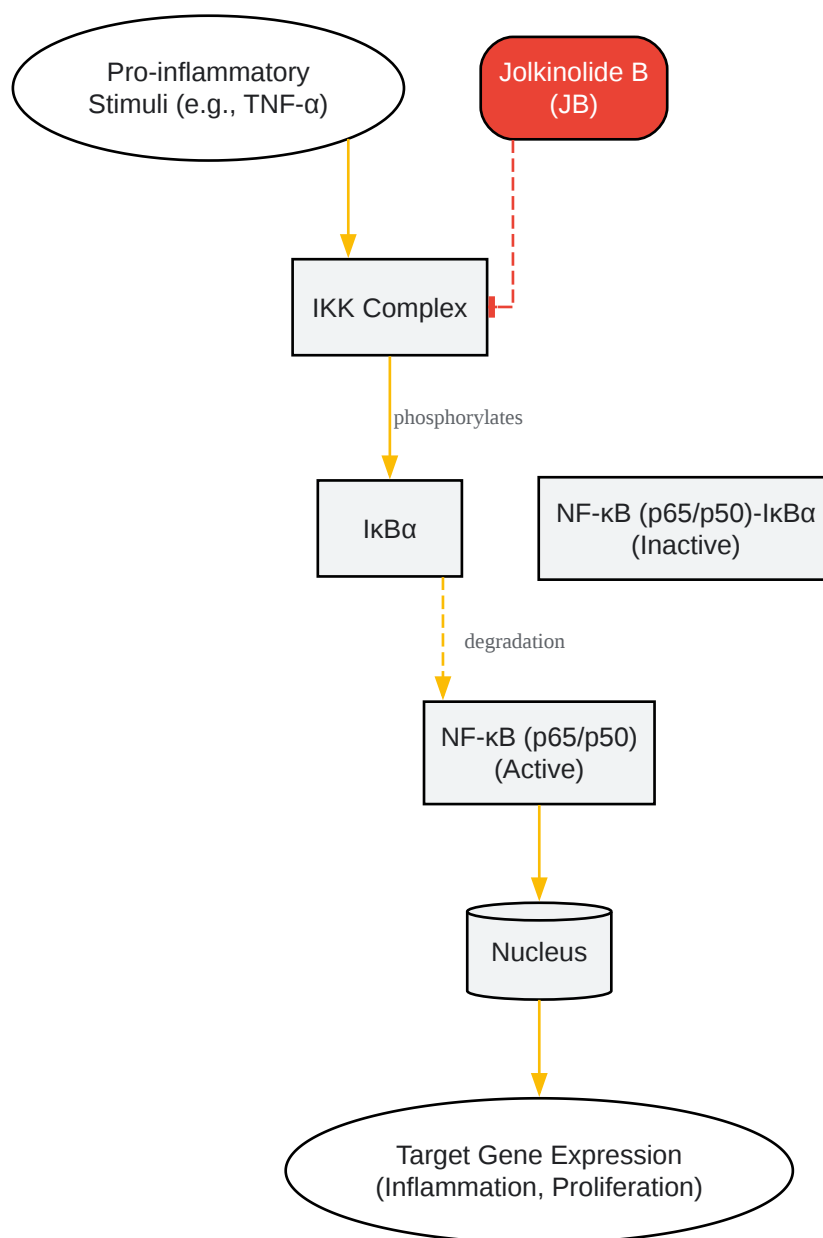 Pro-inflammatory
Stimuli (e.g., TNF-α)
Jolkinolide B
(JB)
IKK Complex
phosphorylates
IκBα
NF-κB (p65/p50)-IκBα
(Inactive)
degradation
NF-κB (p65/p50)
(Active)
Nucleus
Target Gene Expression
(Inflammation, Proliferation)